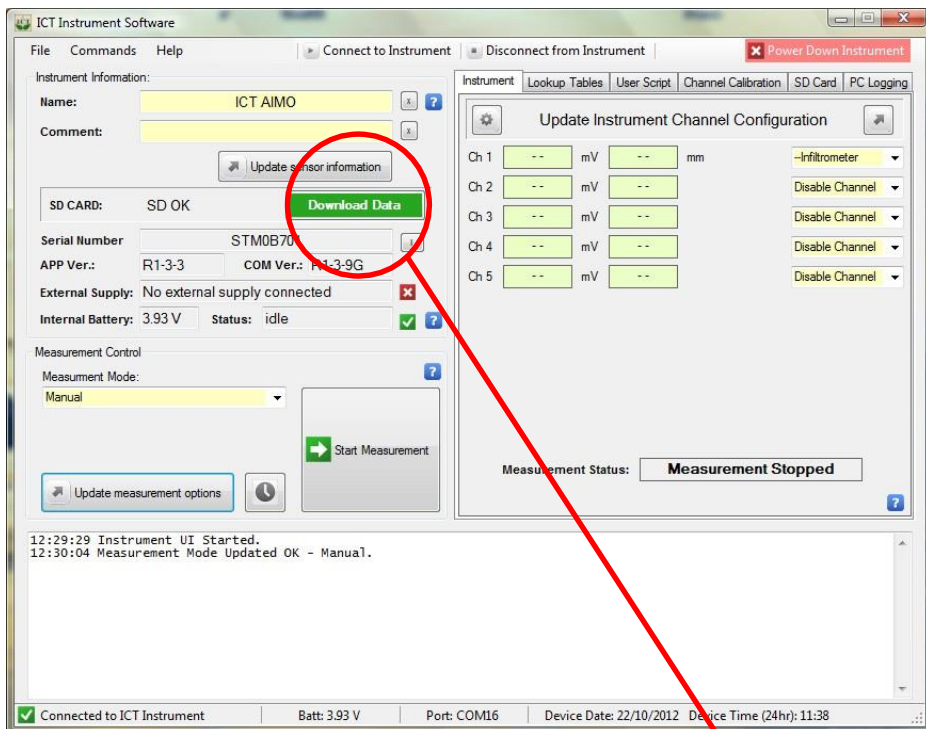 ICT Instrument Software
File Commands Help Connect to Instrument Disconnect from Instrument Power Down Instrument
Instrument Information:
Name: ICT AIMO x ?
Comment: x
Update sensor information
SD CARD: SD OK Download Data
Serial Number STM0B701
APP Ver.: R1-3-3 COM Ver.: R1-3-9G
External Supply: No external supply connected
Internal Battery: 3.93 V Status: idle ?
Measurement Control
Measurment Mode: ?
Manual
Start Measurement
Update measurement options
Instrument Lookup Tables User Script Channel Calibration SD Card PC Logging
Update Instrument Channel Configuration
Ch 1 -- mV -- mm --Infiltrometer
Ch 2 -- mV -- Disable Channel
Ch 3 -- mV -- Disable Channel
Ch 4 -- mV -- Disable Channel
Ch 5 -- mV -- Disable Channel
Measurement Status: Measurement Stopped
?
12:29:29 Instrument UI Started.
12:30:04 Measurement Mode Updated OK - Manual.
Connected to ICT Instrument Batt: 3.93 V Port: COM16 Device Date: 22/10/2012 Device Time (24hr): 11:38